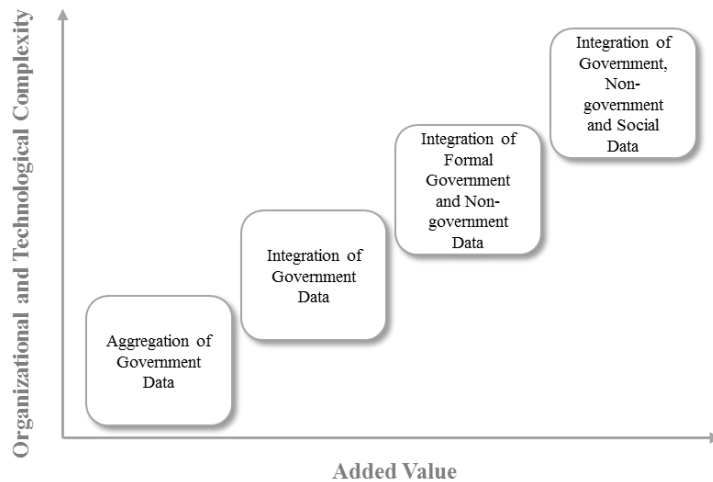 Organizational and Technological Complexity
Integration of
Government,
Non-
government
and Social
Data
Integration of
Formal
Government
and Non-
government
Data
Integration of
Government
Data
Aggregation of
Government
Data
Added Value